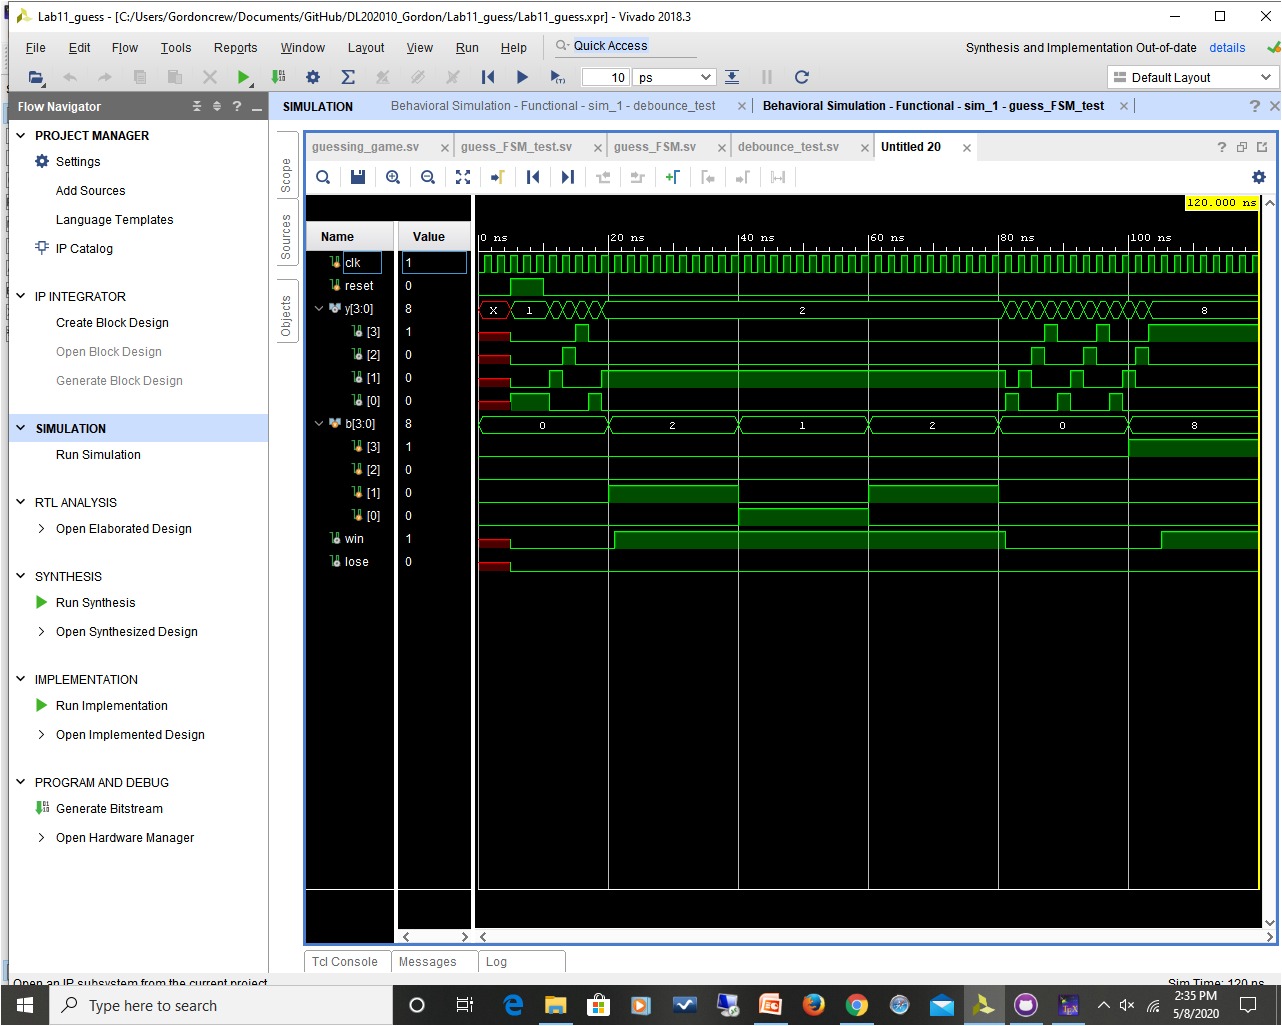 Lab11_guess - [C:/Users/Gordoncrew/Documents/GitHub/DL202010_Gordon/Lab11_guess/Lab11_guess.xpr] - Vivado 2018.3
File Edit Flow Tools Reports Window Layout View Run Help Quick Access Synthesis and Implementation Out-of-date details
10 ps Default Layout
Flow Navigator
SIMULATION Behavioral Simulation - Functional - sim_1 - debounce_test Behavioral Simulation - Functional - sim_1 - guess_FSM_test
PROJECT MANAGER
Settings
Add Sources
Language Templates
IP Catalog
IP INTEGRATOR
Create Block Design
Open Block Design
Generate Block Design
SIMULATION
Run Simulation
RTL ANALYSIS
Open Elaborated Design
SYNTHESIS
Run Synthesis
Open Synthesized Design
IMPLEMENTATION
Run Implementation
Open Implemented Design
PROGRAM AND DEBUG
Generate Bitstream
Open Hardware Manager
Scope
Sources
Objects
guessing_game.sv guess_FSM_test.sv guess_FSM.sv debounce_test.sv Untitled 20
120.000 ns
Name Value 0 ns 20 ns 40 ns 60 ns 80 ns 100 ns
clk 1
reset 0
y[3:0] 8 X 1 2 8
[3] 1
[2] 0
[1] 0
[0] 0
b[3:0] 8 0 2 1 2 0 8
[3] 1
[2] 0
[1] 0
[0] 0
win 1
lose 0
Tcl Console Messages Log
Open an IP subsystem from the current project Sim Time: 120 ns
Type here to search
2:35 PM
5/8/2020